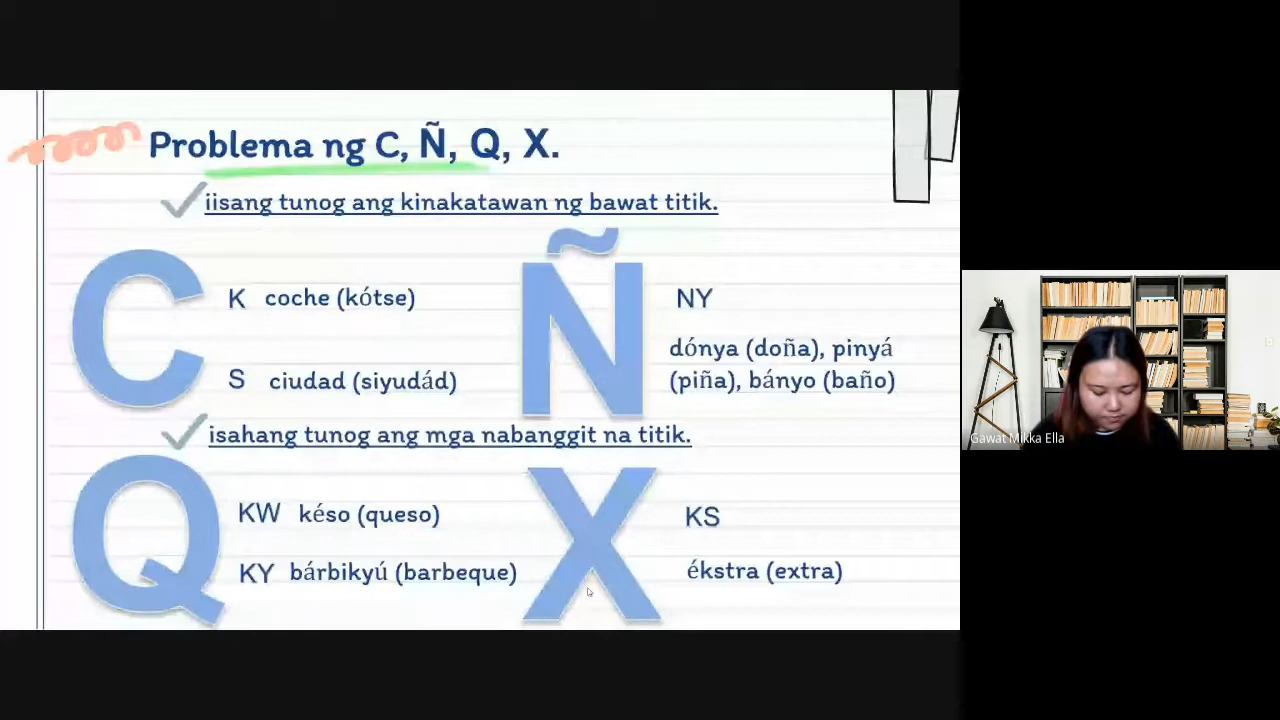 Problema ng C, Ñ, Q, X.
iisang tunog ang kinakatawan ng bawat titik.
C
K coche (kótse)
S ciudad (siyudád)
Ñ
NY
dónya (doña), pinyá
(piña), bányo (baño)
isahang tunog ang mga nabanggit na titik.
Q
KW késo (queso)
KY bárbikyú (barbeque)
X
KS
ékstra (extra)
Gawat Mikka Ella